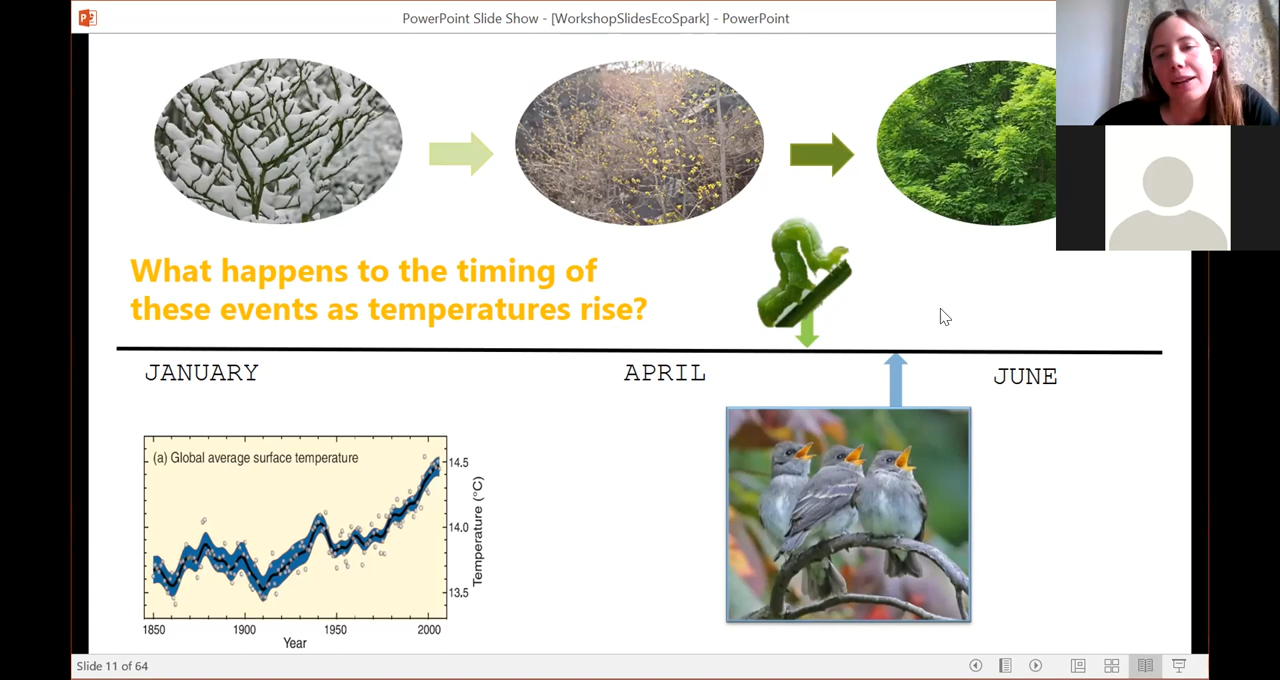 PowerPoint Slide Show - [WorkshopSlidesEcoSpark] - PowerPoint
What happens to the timing of
these events as temperatures rise?
JANUARY
APRIL
JUNE
(a) Global average surface temperature
14.5
14.0
13.5
Temperature (°C)
1850
1900
1950
2000
Year
Slide 11 of 64